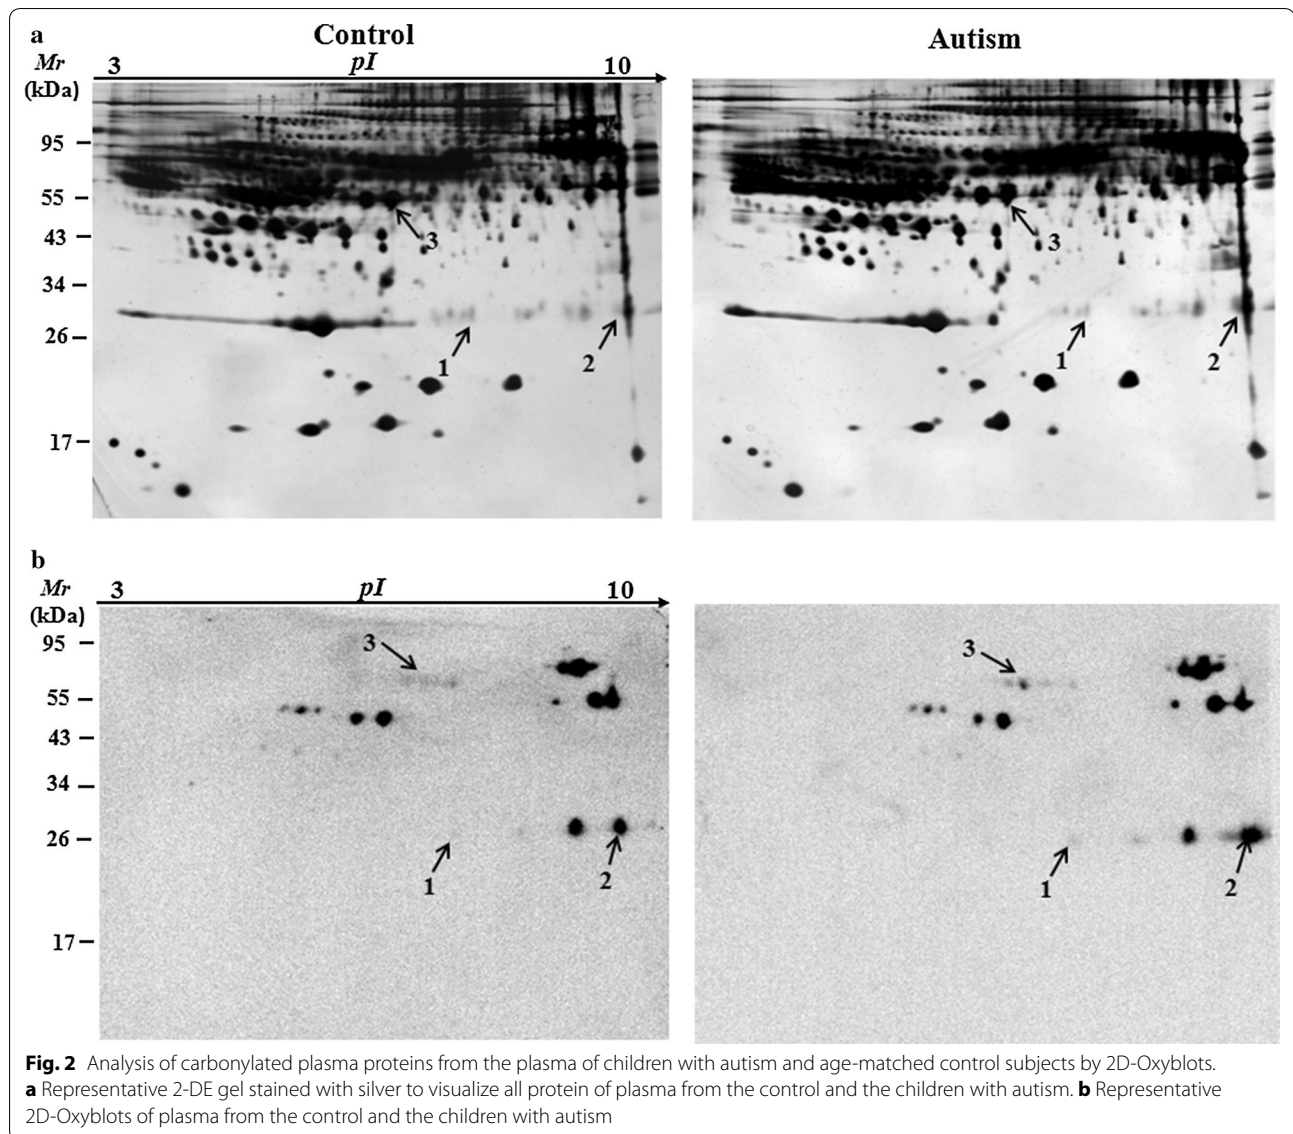 a
Control
Autism
Mr
(kDa)
3
pI
10
95
55
43
34
26
17
3
1
2
3
1
2
b
Mr
(kDa)
3
pI
10
95
55
43
34
26
17
3
1
2
3
1
2
Fig. 2 Analysis of carbonylated plasma proteins from the plasma of children with autism and age-matched control subjects by 2D-Oxyblots.
a Representative 2-DE gel stained with silver to visualize all protein of plasma from the control and the children with autism. b Representative
2D-Oxyblots of plasma from the control and the children with autism